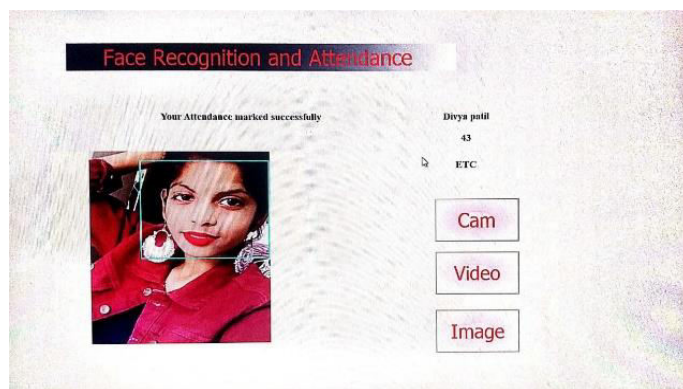 Face Recognition and Attendance
Your Attendance marked successfully
Divya patil
43
ETC
Cam
Video
Image